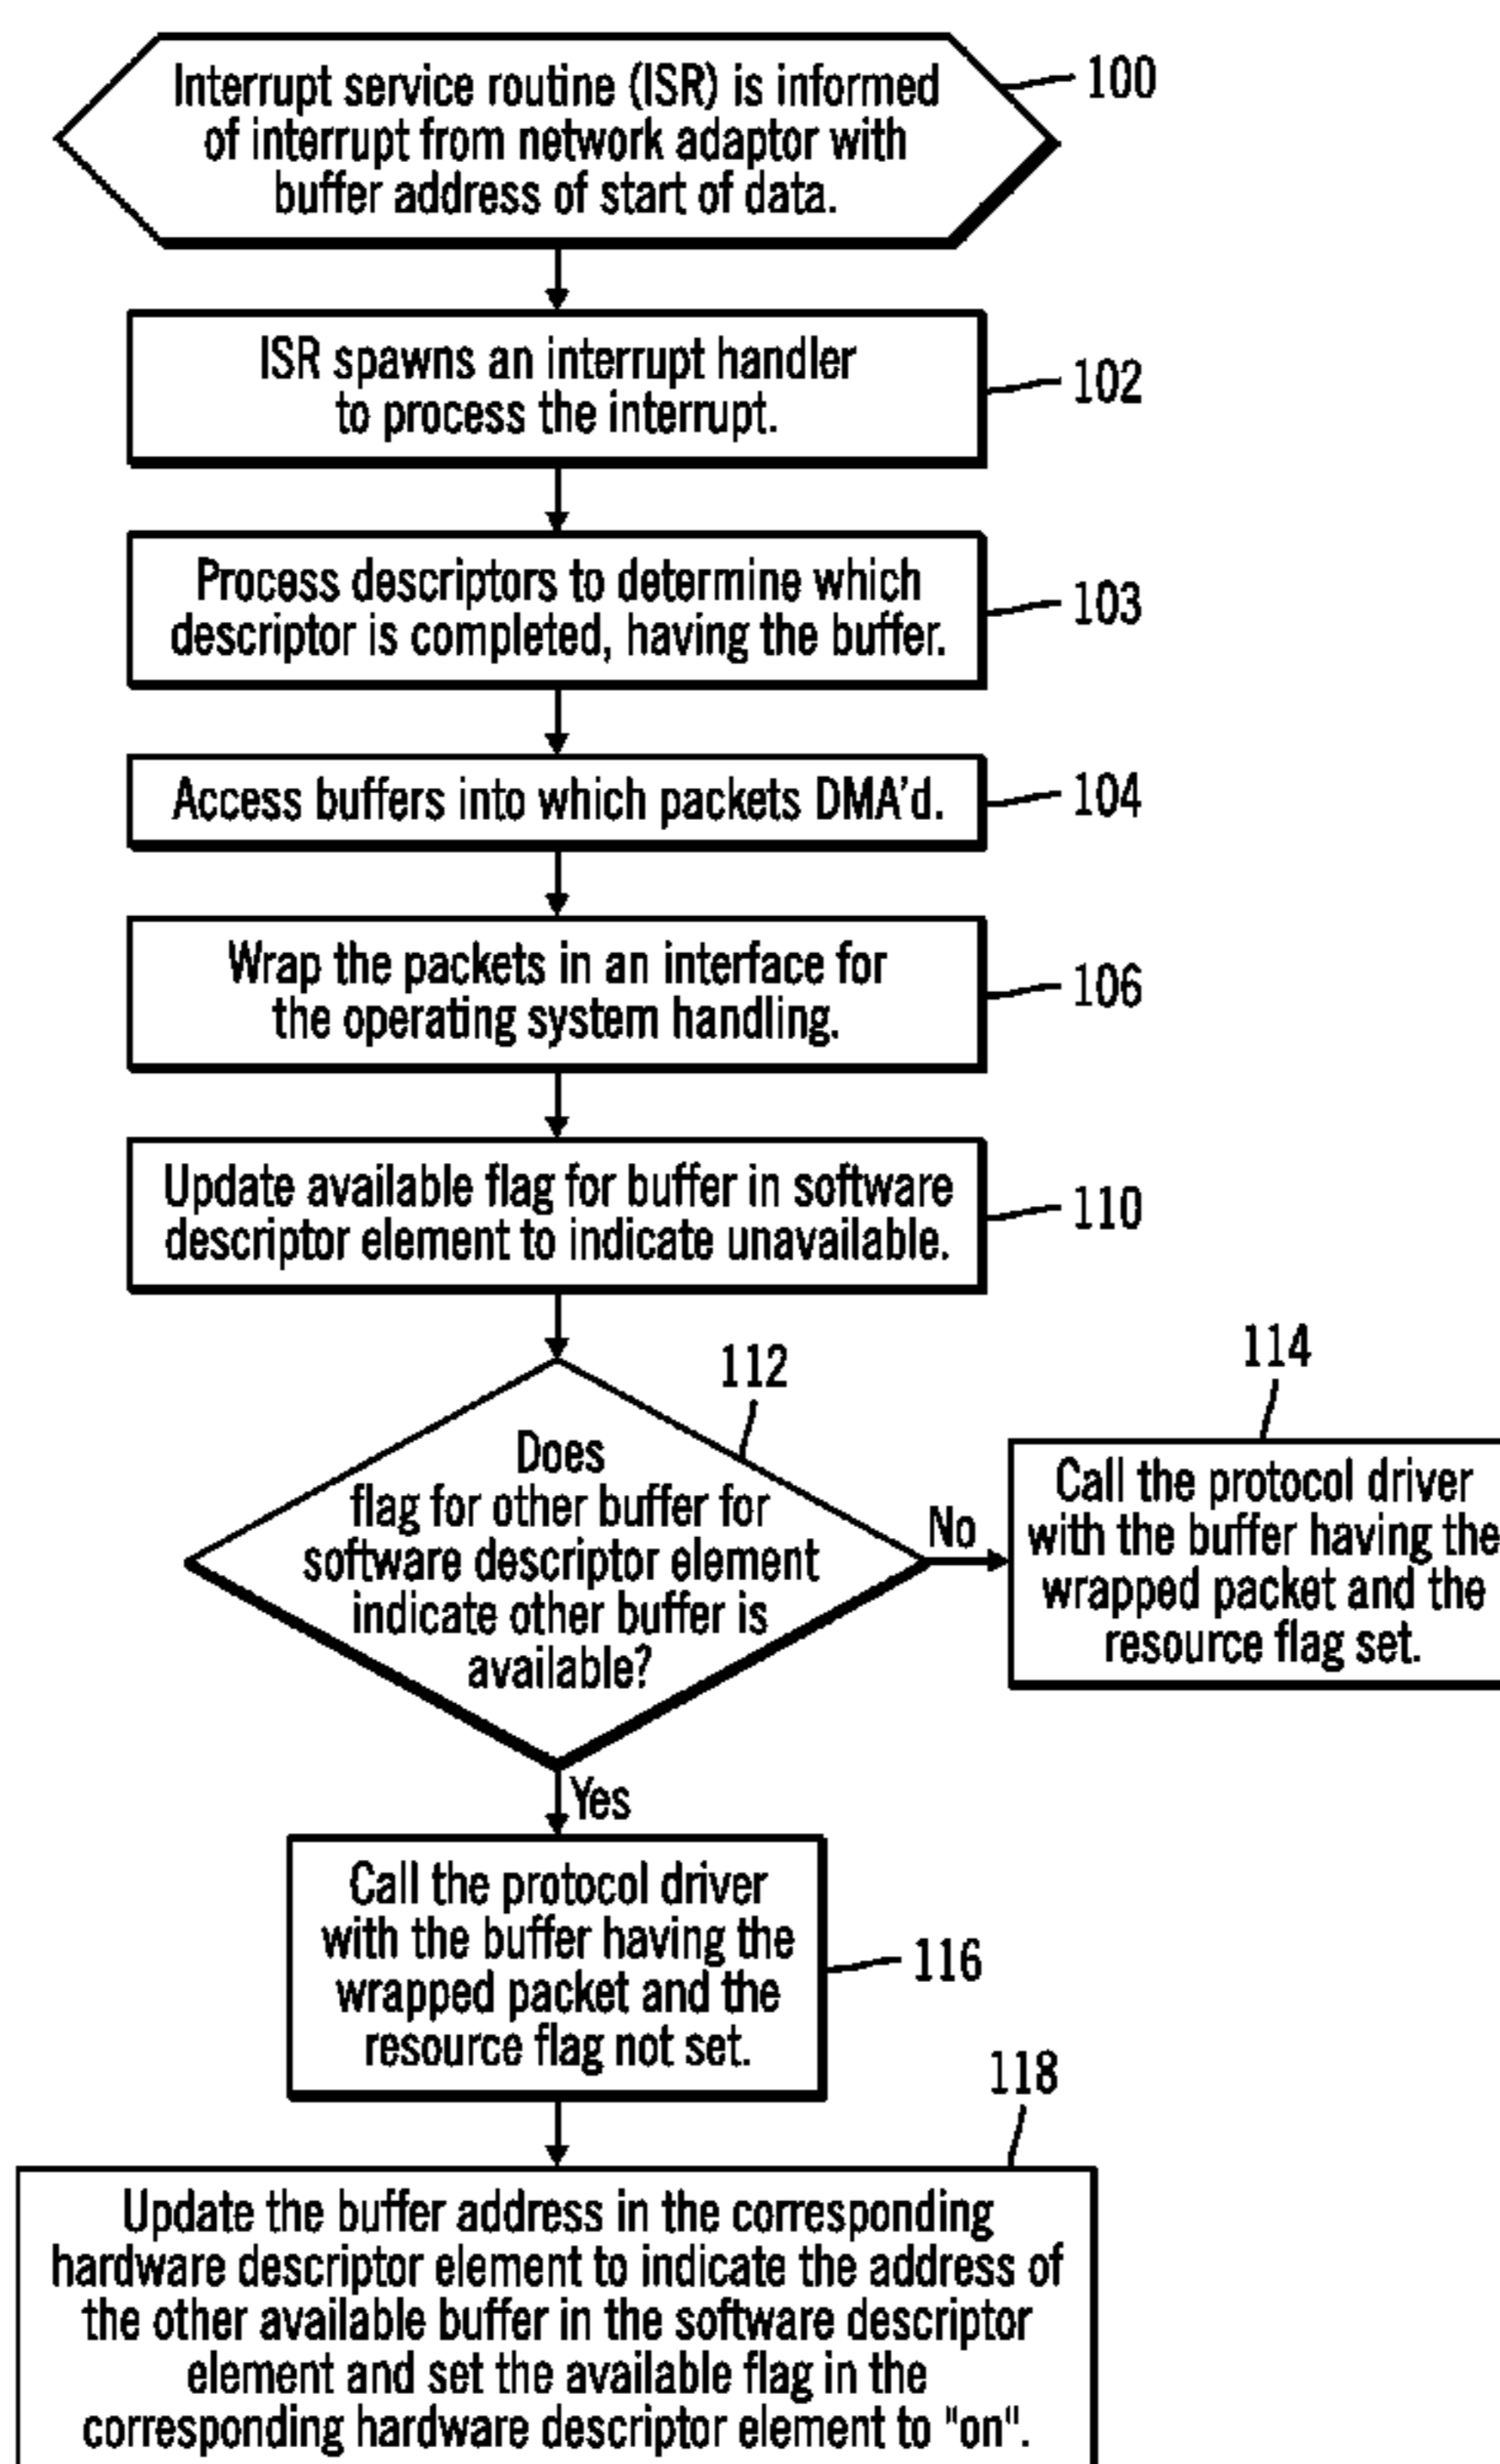 Interrupt service routine (ISR) is informed
of interrupt from network adaptor with
buffer address of start of data.
100
ISR spawns an interrupt handler
to process the interrupt.
102
Process descriptors to determine which
descriptor is completed, having the buffer.
103
Access buffers into which packets DMA'd.
104
Wrap the packets in an interface for
the operating system handling.
106
Update available flag for buffer in software
descriptor element to indicate unavailable.
110
112
Does
flag for other buffer for
software descriptor element
indicate other buffer is
available?
No
114
Call the protocol driver
with the buffer having the
wrapped packet and the
resource flag set.
Yes
Call the protocol driver
with the buffer having the
wrapped packet and the
resource flag not set.
116
118
Update the buffer address in the corresponding
hardware descriptor element to indicate the address of
the other available buffer in the software descriptor
element and set the available flag in the
corresponding hardware descriptor element to "on".